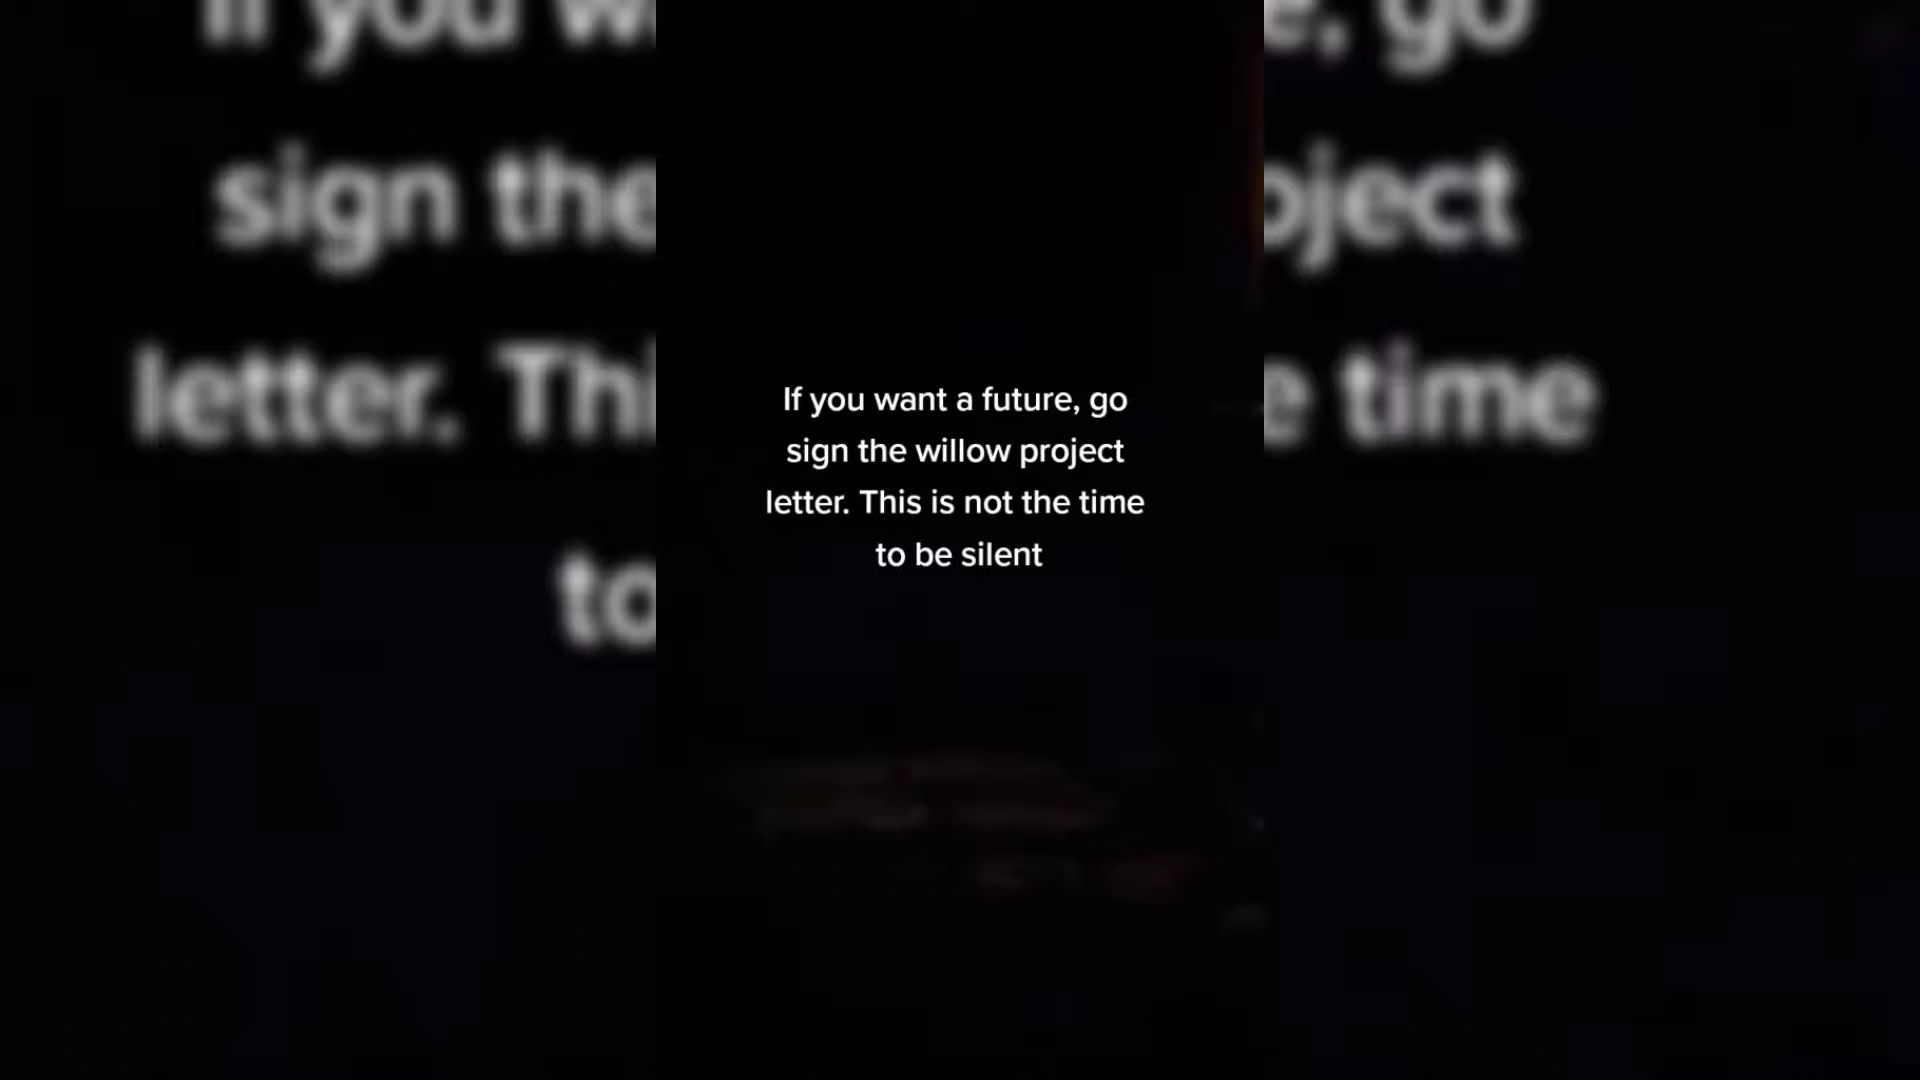 If you want a future, go
sign the willow project
letter. This is not the time
to be silent